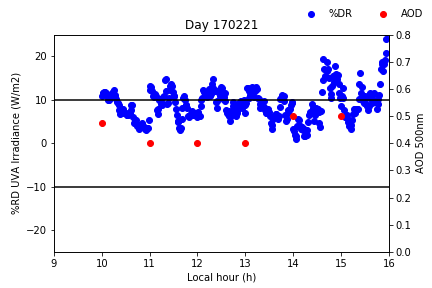 %DR AOD
Day 170221
%RD UVA Irradiance (W/m2)
20
10
0
−10
−20
0.8
0.7
0.6
0.5
0.4
0.3
0.2
0.1
0.0
AOD 500nm
9 10 11 12 13 14 15 16
Local hour (h)